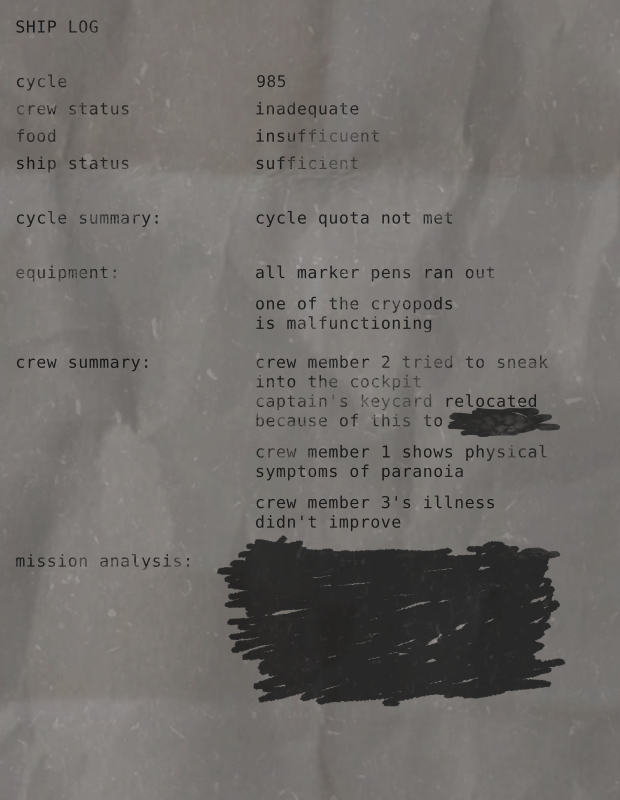 SHIP LOG
cycle 985
crew status inadequate
food insufficuent
ship status sufficient
cycle summary: cycle quota not met
equipment: all marker pens ran out
one of the cryopods
is malfunctioning
crew summary: crew member 2 tried to sneak
into the cockpit
captain's keycard relocated
because of this to
crew member 1 shows physical
symptoms of paranoia
crew member 3's illness
didn't improve
mission analysis: